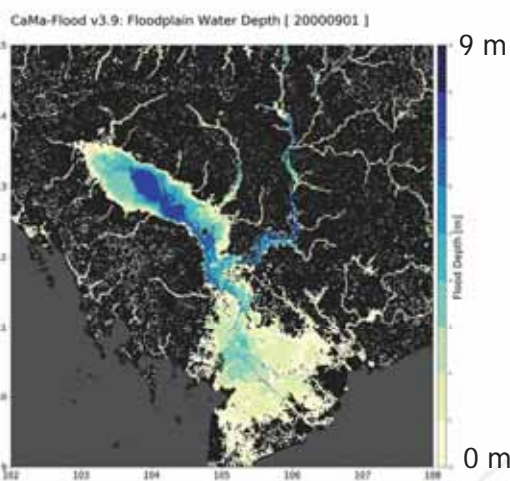 CaMa-Flood v3.9: Floodplain Water Depth [ 20000901 ]
9 m
Flood Depth [m]
0 m
102 103 104 105 106 107 108